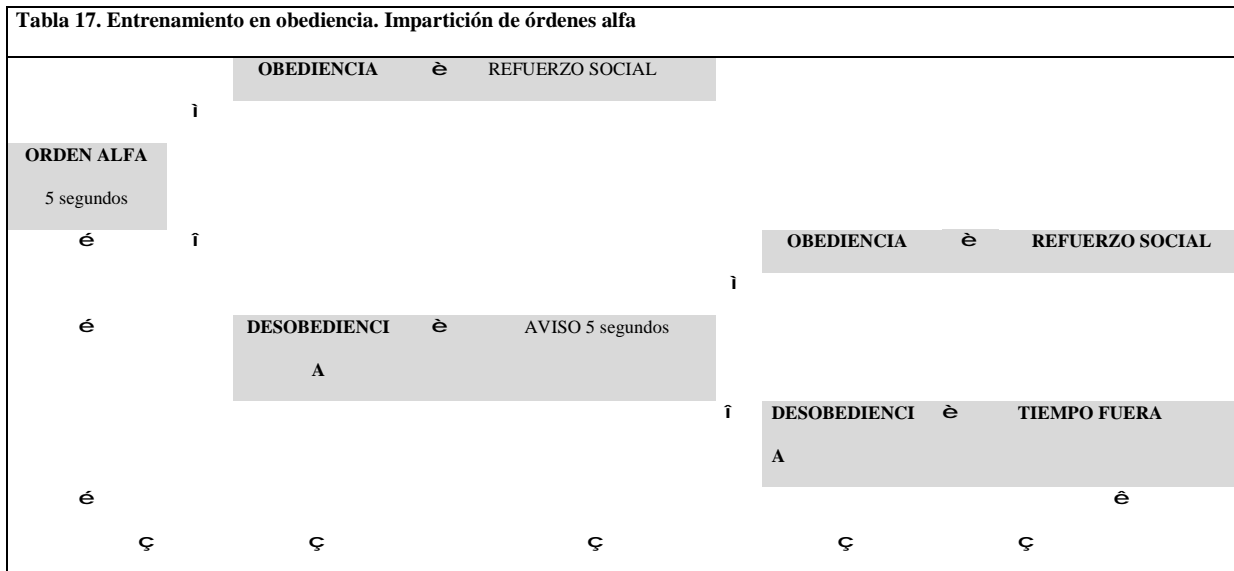 Tabla 17. Entrenamiento en obediencia. Impartición de órdenes alfa
OBEDIENCIA è REFUERZO SOCIAL
ì
ORDEN ALFA
5 segundos
é î OBEDIENCIA è REFUERZO SOCIAL
ì
é DESOBEDIENCI è AVISO 5 segundos
A
î DESOBEDIENCI è TIEMPO FUERA
A
é ê
ç ç ç ç ç